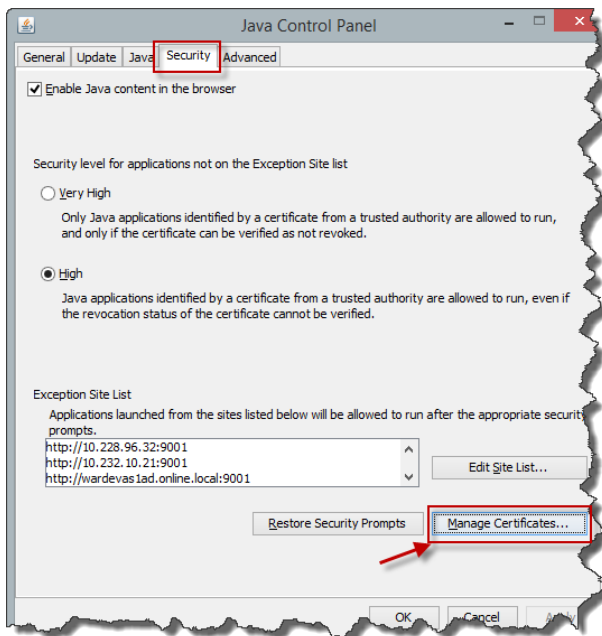 Java Control Panel
General Update Java Security Advanced
Enable Java content in the browser
Security level for applications not on the Exception Site list
Very High
Only Java applications identified by a certificate from a trusted authority are allowed to run,
and only if the certificate can be verified as not revoked.
High
Java applications identified by a certificate from a trusted authority are allowed to run, even if
the revocation status of the certificate cannot be verified.
Exception Site List
Applications launched from the sites listed below will be allowed to run after the appropriate security
prompts.
http://10.228.96.32:9001
http://10.232.10.21:9001
http://wardevas1ad.online.local:9001
Edit Site List...
Restore Security Prompts Manage Certificates...
OK Cancel Apply